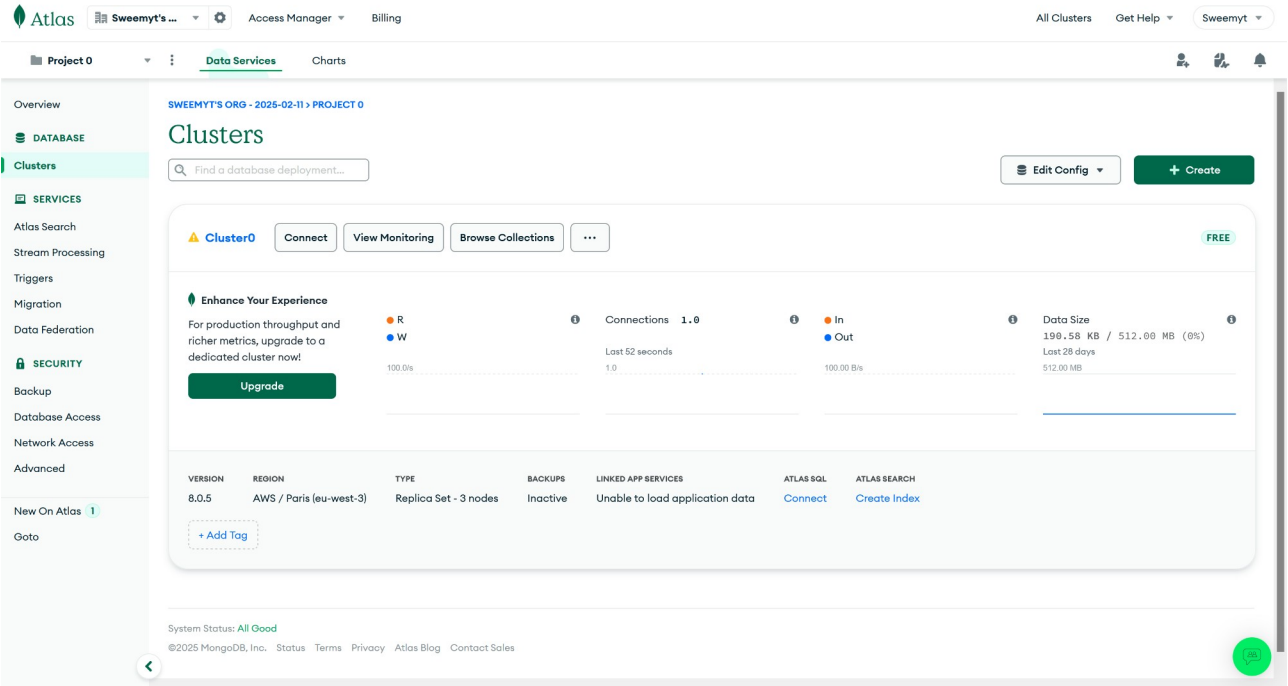 Atlas
Sweemyt's ...
Access Manager
Billing
All Clusters
Get Help
Sweemyt
Project 0
Data Services
Charts
Overview
DATABASE
Clusters
SERVICES
Atlas Search
Stream Processing
Triggers
Migration
Data Federation
SECURITY
Backup
Database Access
Network Access
Advanced
New On Atlas 1
Goto
SWEEMYT'S ORG - 2025-02-11 > PROJECT 0
Clusters
Find a database deployment...
Edit Config
+ Create
Cluster0
Connect
View Monitoring
Browse Collections
...
FREE
Enhance Your Experience
For production throughput and
richer metrics, upgrade to a
dedicated cluster now!
Upgrade
R
W
100.0/s
Connections 1.0
Last 52 seconds
1.0
In
Out
100.00 B/s
Data Size
190.58 KB / 512.00 MB (0%)
Last 28 days
512.00 MB
VERSION REGION TYPE BACKUPS LINKED APP SERVICES ATLAS SQL ATLAS SEARCH
8.0.5 AWS / Paris (eu-west-3) Replica Set - 3 nodes Inactive Unable to load application data Connect Create Index
+ Add Tag
System Status: All Good
©2025 MongoDB, Inc. Status Terms Privacy Atlas Blog Contact Sales